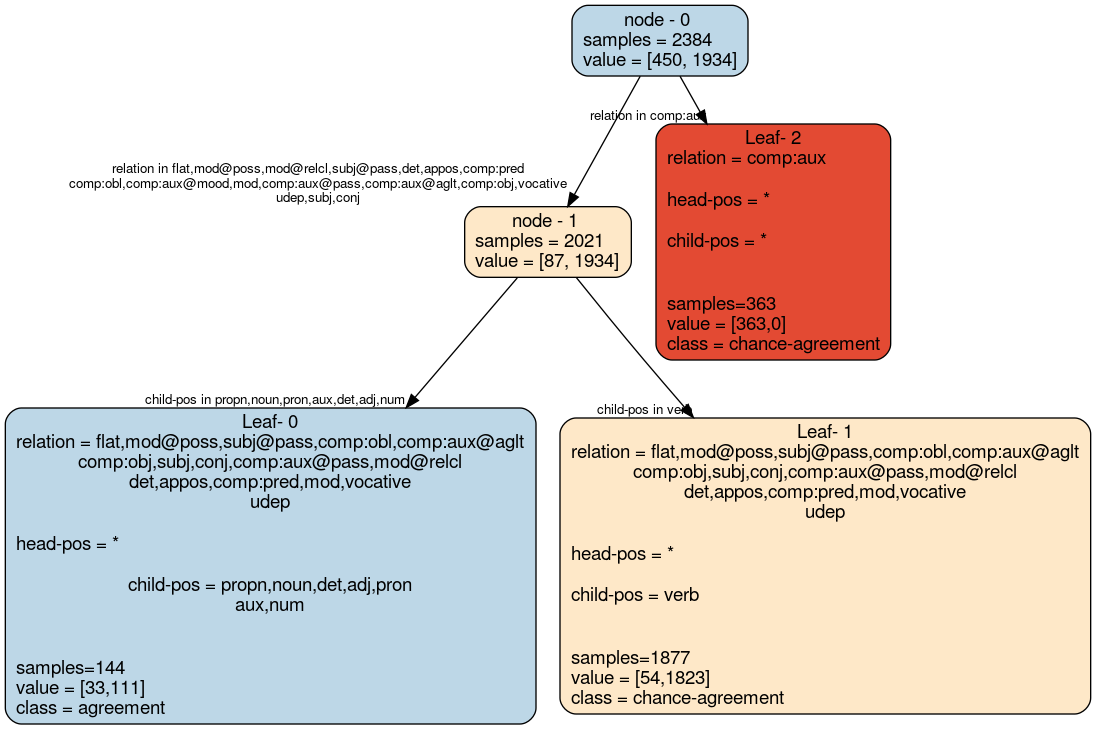 node - 0
samples = 2384
value = [450, 1934]
relation in comp:au
Leaf- 2
relation = comp:aux
head-pos = *
child-pos = *
samples=363
value = [363,0]
class = chance-agreement
relation in flat,mod@poss,mod@relcl,subj@pass,det,appos,comp:pred
comp:obl,comp:aux@mood,mod,comp:aux@pass,comp:aux@aglt,comp:obj,vocative
udep,subj,conj
node - 1
samples = 2021
value = [87, 1934]
child-pos in propn,noun,pron,aux,det,adj,num
Leaf- 0
relation = flat,mod@poss,subj@pass,comp:obl,comp:aux@aglt
comp:obj,subj,conj,comp:aux@pass,mod@relcl
det,appos,comp:pred,mod,vocative
udep
head-pos = *
child-pos = propn,noun,det,adj,pron
aux,num
samples=144
value = [33,111]
class = agreement
child-pos in verb
Leaf- 1
relation = flat,mod@poss,subj@pass,comp:obl,comp:aux@aglt
comp:obj,subj,conj,comp:aux@pass,mod@relcl
det,appos,comp:pred,mod,vocative
udep
head-pos = *
child-pos = verb
samples=1877
value = [54,1823]
class = chance-agreement